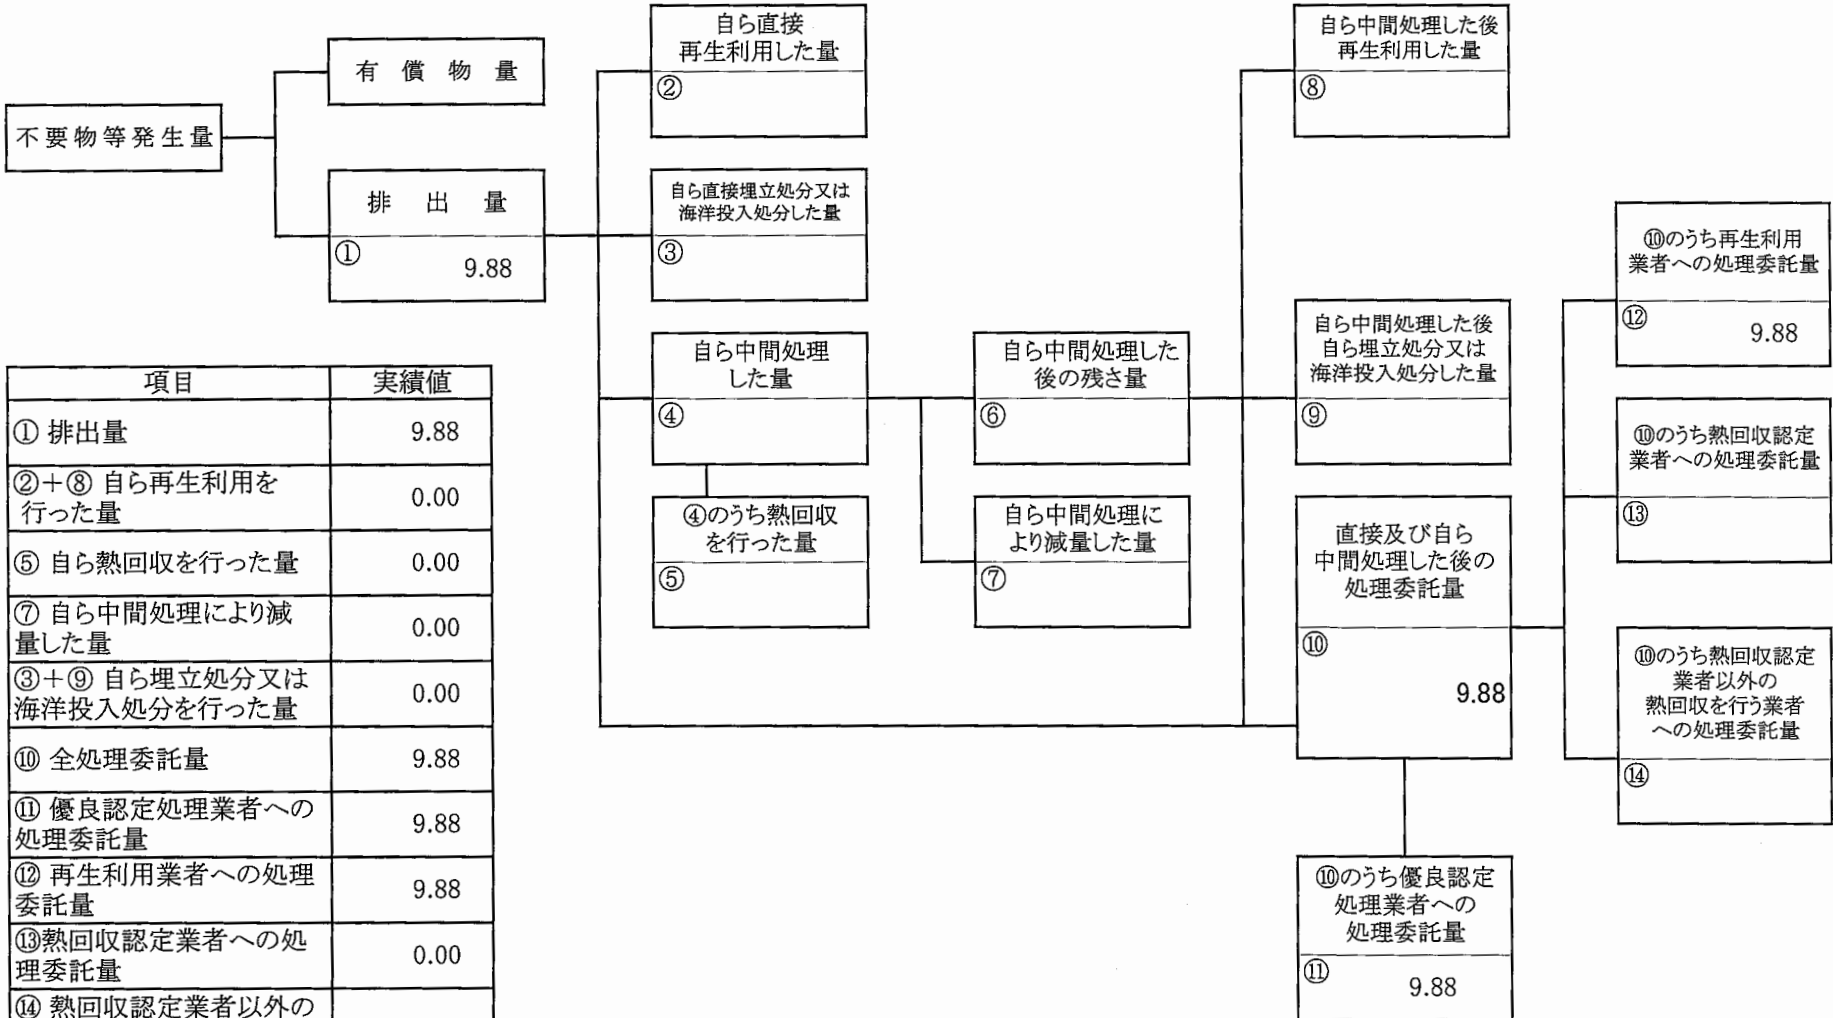 不要物等発生量
有償物量
排出量
①
9.88
自ら直接
再生利用した量
②
自ら直接埋立処分又は
海洋投入処分した量
③
自ら中間処理
した量
④
④のうち熱回収
を行った量
⑤
自ら中間処理した
後の残さ量
⑥
自ら中間処理に
より減量した量
⑦
自ら中間処理した後
再生利用した量
⑧
自ら中間処理した後
自ら埋立処分又は
海洋投入処分した量
⑨
直接及び自ら
中間処理した後の
処理委託量
⑩
9.88
⑩のうち優良認定
処理業者への
処理委託量
⑪
9.88
⑩のうち再生利用
業者への処理委託量
⑫
9.88
⑩のうち熱回収認定
業者への処理委託量
⑬
⑩のうち熱回収認定
業者以外の
熱回収を行う業者
への処理委託量
⑭
項目 実績値
① 排出量 9.88
②+⑧ 自ら再生利用を
行った量 0.00
⑤ 自ら熱回収を行った量 0.00
⑦ 自ら中間処理により減
量した量 0.00
③+⑨ 自ら埋立処分又は
海洋投入処分を行った量 0.00
⑩ 全処理委託量 9.88
⑪ 優良認定処理業者への
処理委託量 9.88
⑫ 再生利用業者への処理
委託量 9.88
⑬熱回収認定業者への処
理委託量 0.00
⑭ 熱回収認定業者以外の